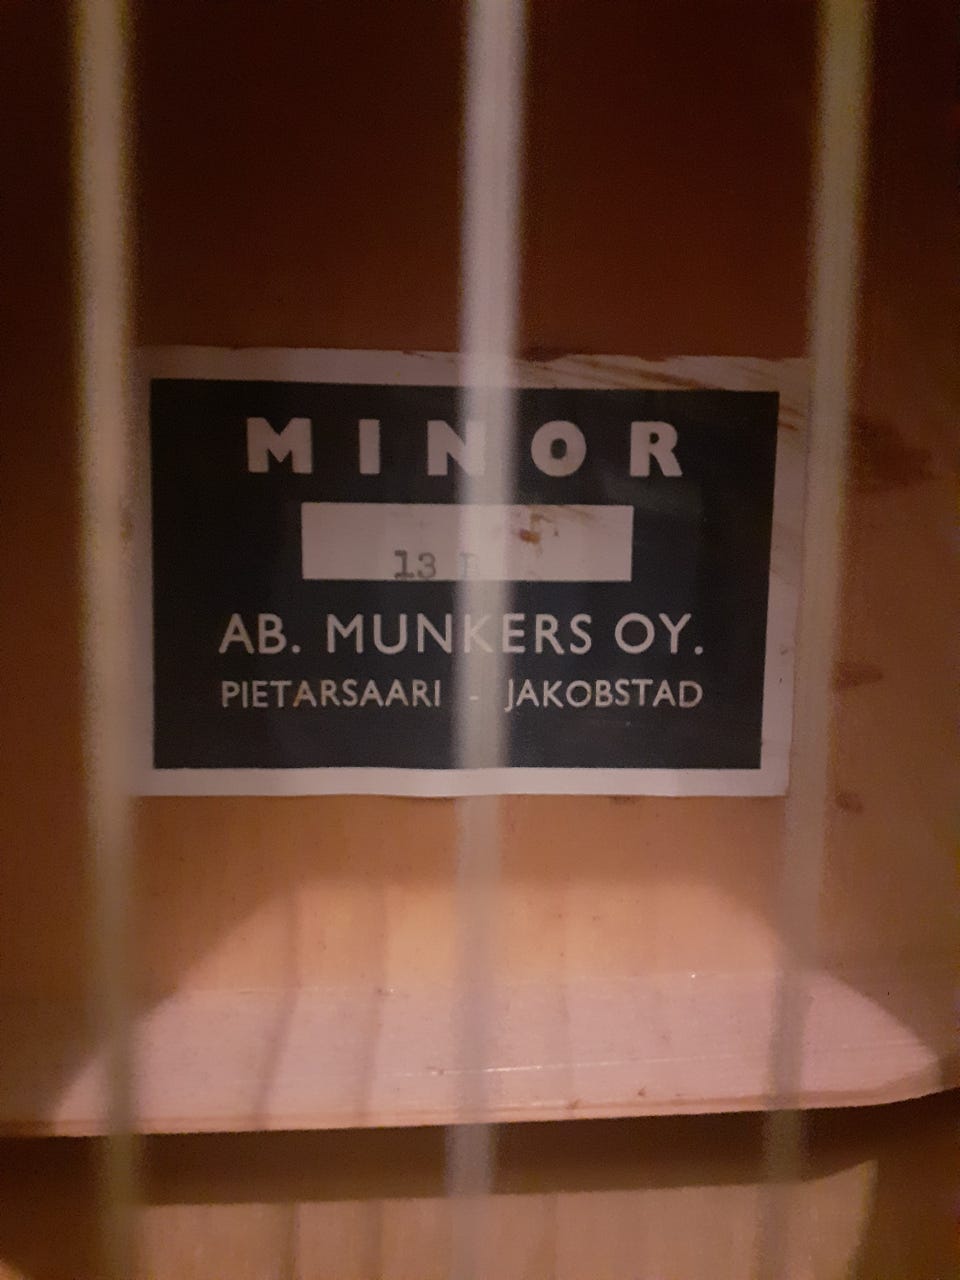 MINOR
13
AB. MUNKERS OY.
PIETARSAARI - JAKOBSTAD